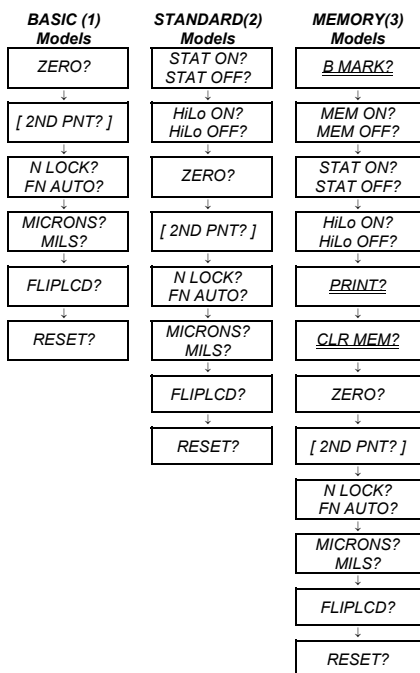 BASIC (1)
Models
ZERO?
↓
[ 2ND PNT? ]
↓
N LOCK?
FN AUTO?
↓
MICRONS?
MILS?
↓
FLIPLCD?
↓
RESET?
STANDARD(2)
Models
STAT ON?
STAT OFF?
↓
HiLo ON?
HiLo OFF?
↓
ZERO?
↓
[ 2ND PNT? ]
↓
N LOCK?
FN AUTO?
↓
MICRONS?
MILS?
↓
FLIPLCD?
↓
RESET?
MEMORY(3)
Models
B MARK?
↓
MEM ON?
MEM OFF?
↓
STAT ON?
STAT OFF?
↓
HiLo ON?
HiLo OFF?
↓
PRINT?
↓
CLR MEM?
↓
ZERO?
↓
[ 2ND PNT? ]
↓
N LOCK?
FN AUTO?
↓
MICRONS?
MILS?
↓
FLIPLCD?
↓
RESET?